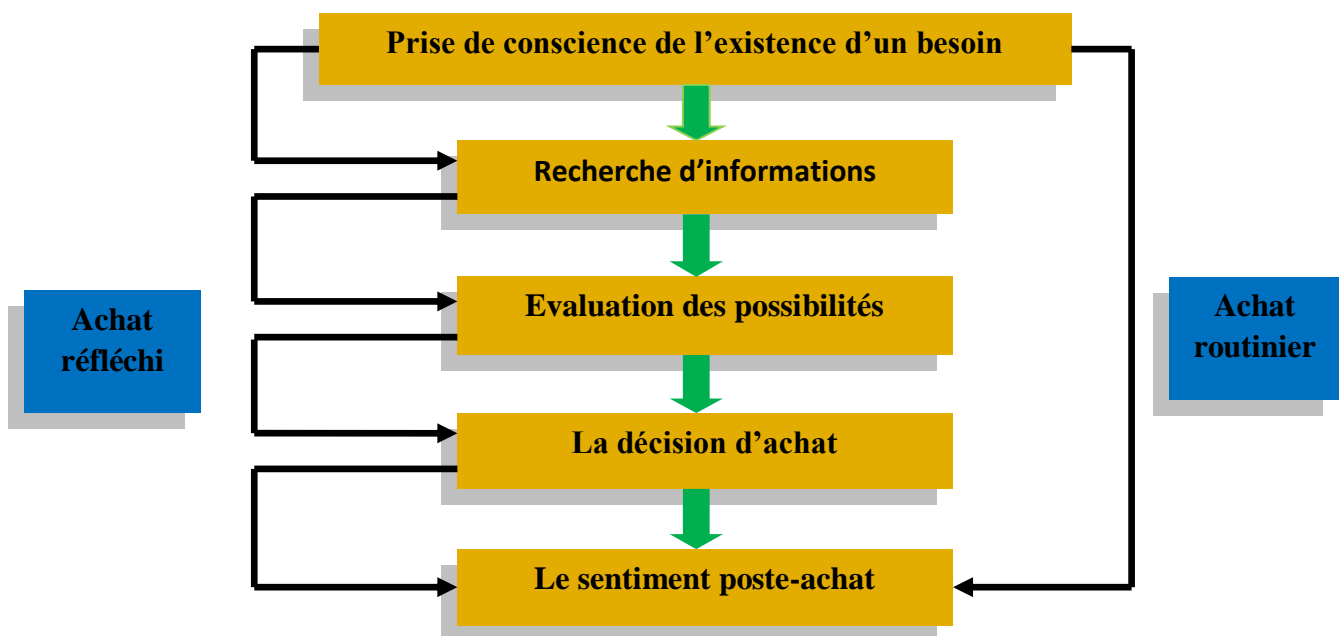 Prise de conscience de l’existence d’un besoin
Recherche d’informations
Evaluation des possibilités
Achat
réfléchi
Achat
routinier
La décision d’achat
Le sentiment poste-achat